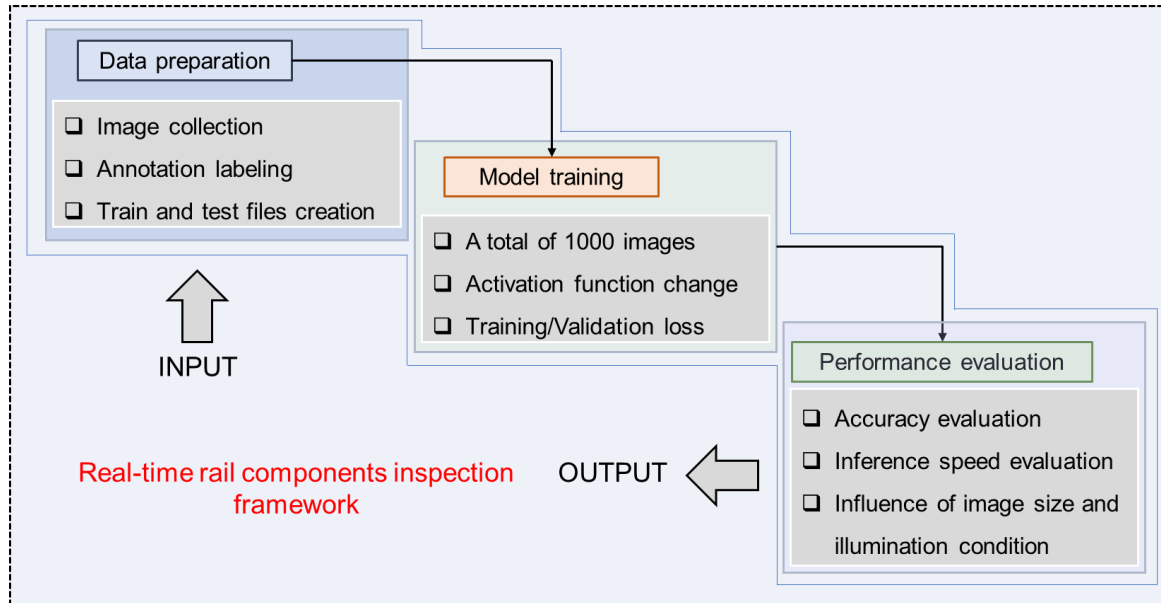 Data preparation
❑ Image collection
❑ Annotation labeling
❑ Train and test files creation
Model training
❑ A total of 1000 images
❑ Activation function change
❑ Training/Validation loss
INPUT
Performance evaluation
❑ Accuracy evaluation
❑ Inference speed evaluation
❑ Influence of image size and
illumination condition
OUTPUT
Real-time rail components inspection
framework